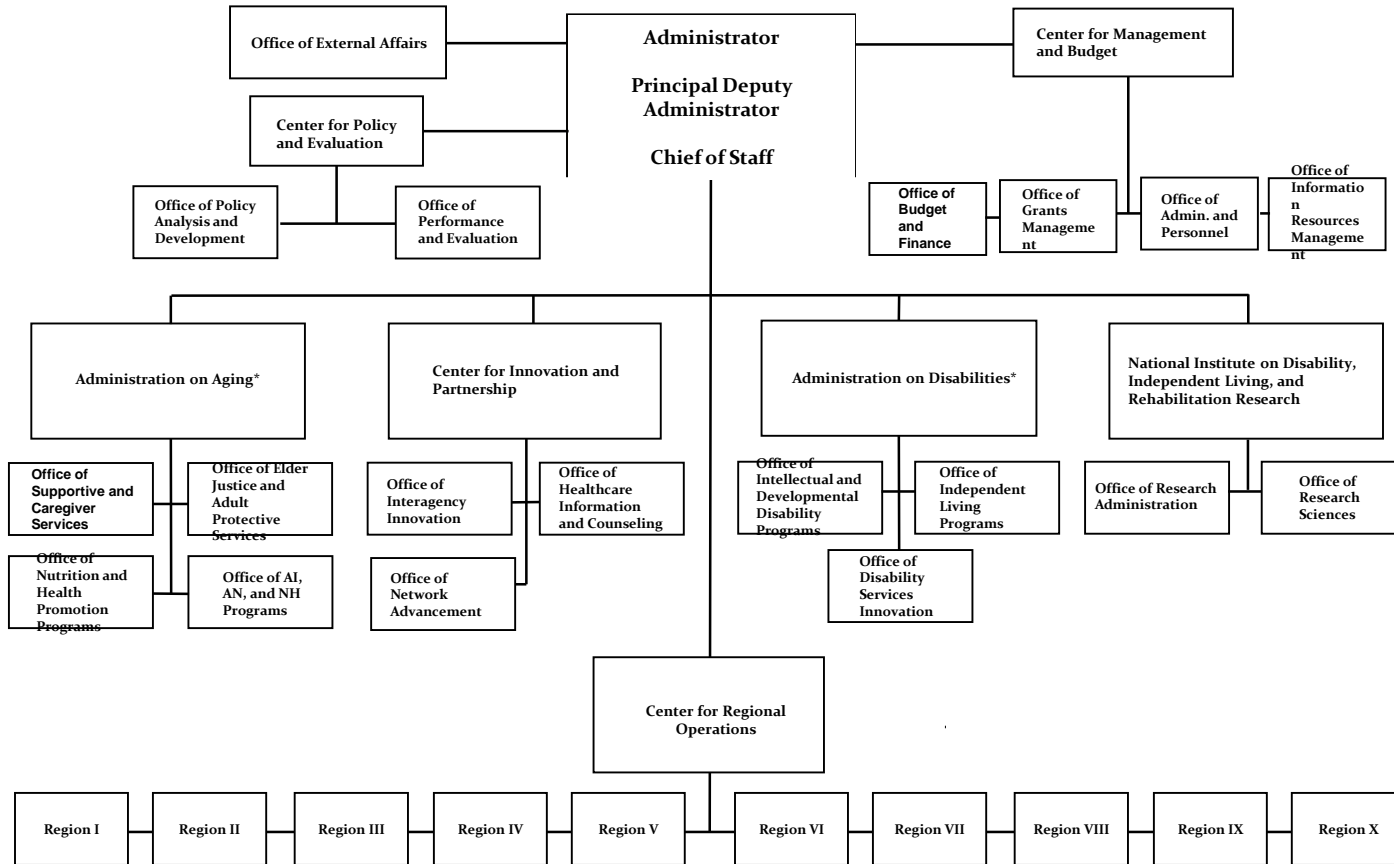 Office of External Affairs
Administrator
Principal Deputy
Administrator
Chief of Staff
Center for Management
and Budget
Center for Policy
and Evaluation
Office of Policy
Analysis and
Development
Office of
Performance
and Evaluation
Office of
Budget
and
Finance
Office of
Grants
Manageme
nt
Office of
Admin. and
Personnel
Office of
Informatio
n
Resources
Manageme
nt
Administration on Aging*
Center for Innovation and
Partnership
Administration on Disabilities*
National Institute on Disability,
Independent Living, and
Rehabilitation Research
Office of
Supportive and
Caregiver
Services
Office of Elder
Justice and
Adult
Protective
Services
Office of
Nutrition and
Health
Promotion
Programs
Office of AI,
AN, and NH
Programs
Office of
Interagency
Innovation
Office of
Healthcare
Information
and Counseling
Office of
Network
Advancement
Office of
Intellectual and
Developmental
Disability
Programs
Office of
Independent
Living
Programs
Office of
Disability
Services
Innovation
Office of Research
Administration
Office of
Research
Sciences
Center for Regional
Operations
Region I
Region II
Region III
Region IV
Region V
Region VI
Region VII
Region VIII
Region IX
Region X